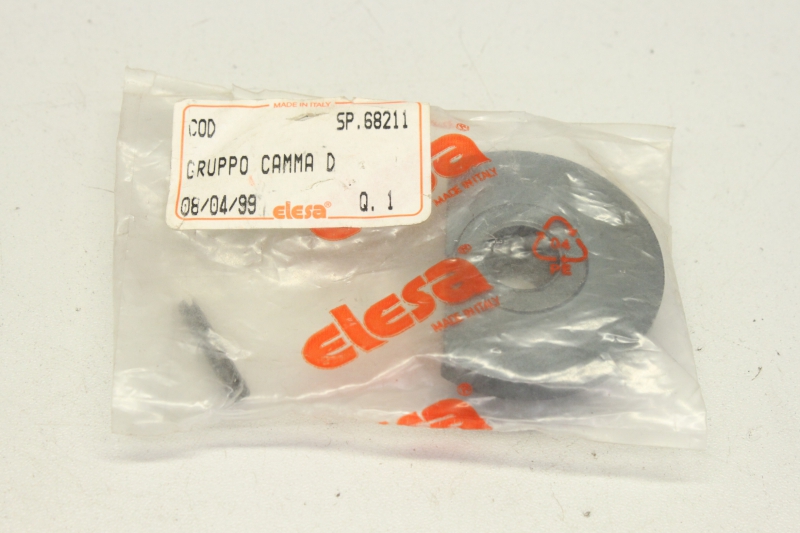 MADE IN ITALY
COD SP.68211
GRUPPO CAMMA D
08/04/99 elesa® Q. 1
elesa®
MADE IN ITALY
elesa®
MADE IN ITALY
PE